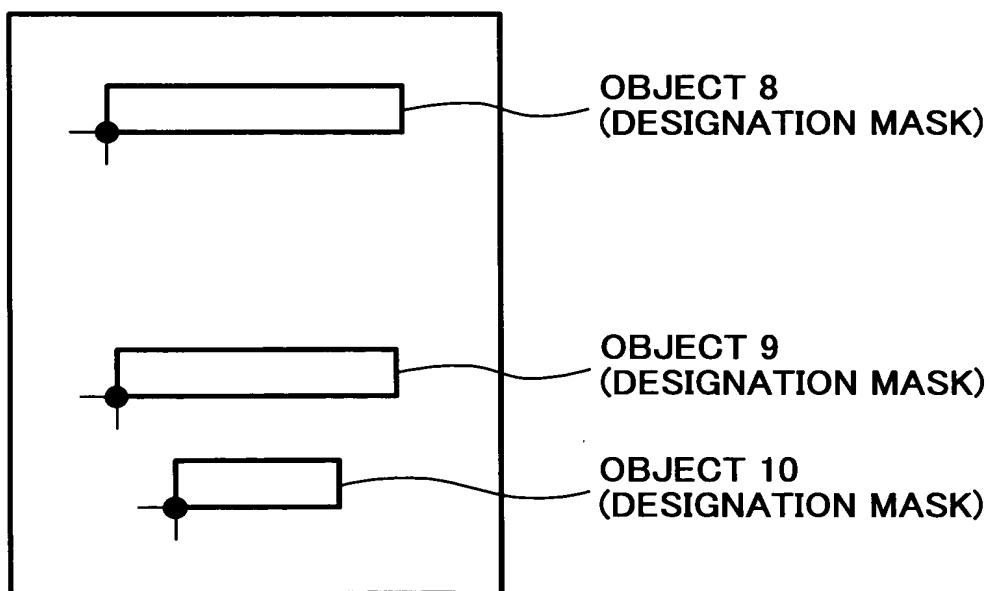 OBJECT 8
(DESIGNATION MASK)
OBJECT 9
(DESIGNATION MASK)
OBJECT 10
(DESIGNATION MASK)